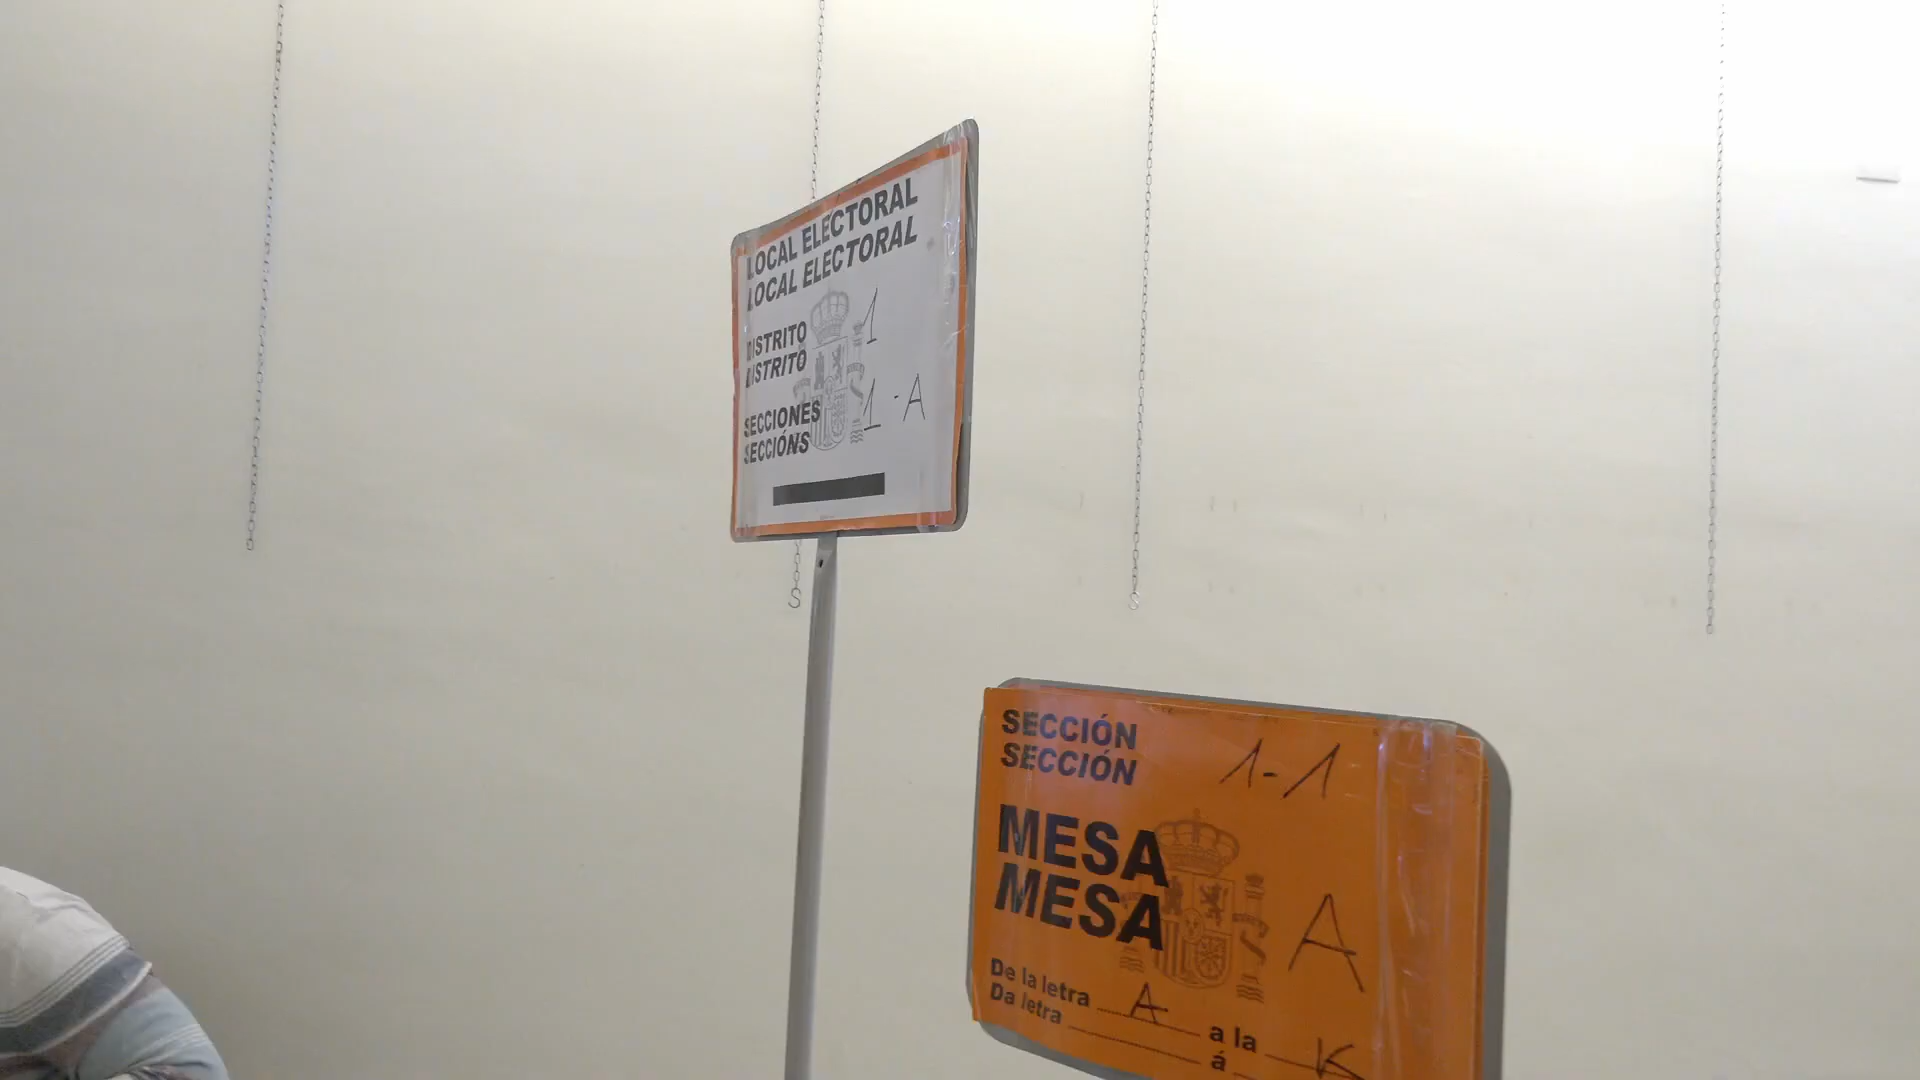 LOCAL ELECTORAL
LOCAL ELECTORAL
DISTRITO 1
DISTRITO
SECCIONES 1-A
SECCIÓNS
SECCIÓN 1-1
SECCIÓN
MESA
MESA A
De la letra A a la K
Da letra á